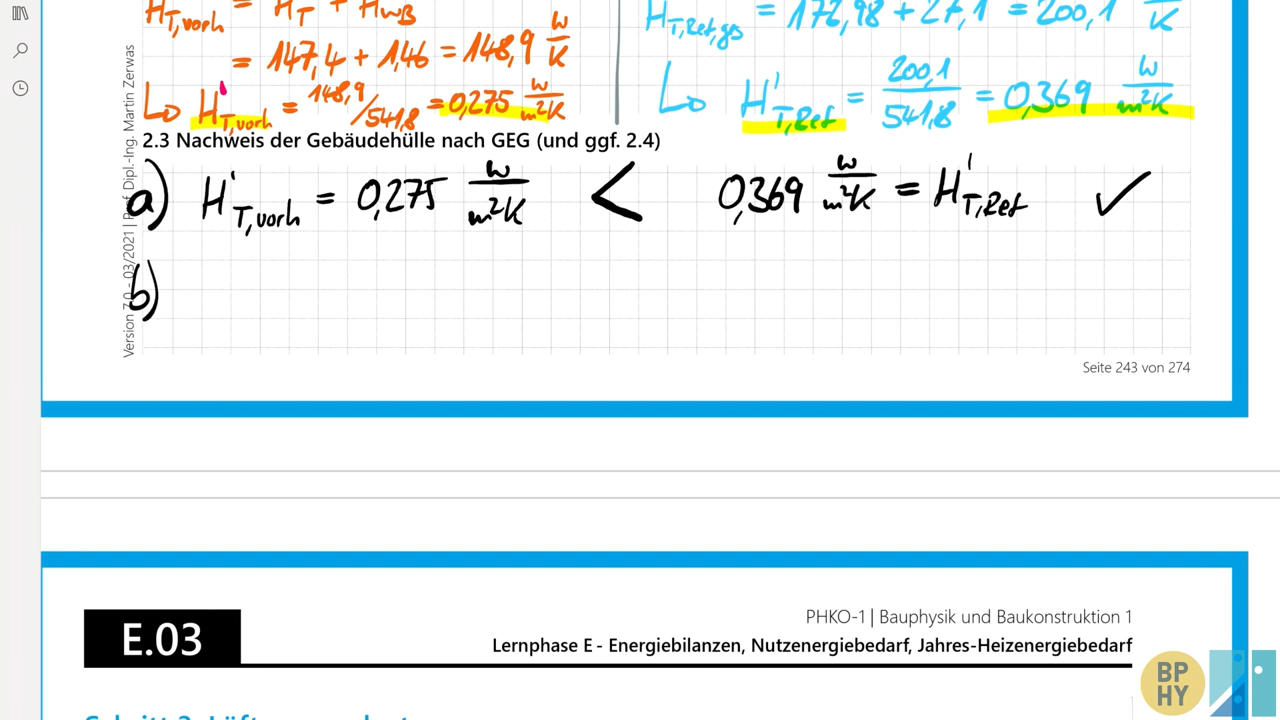 H_T,vorh = H_T + H_WB
= 147,4 + 1,46 = 148,9 W/K
↳ H'_T,vorh = 148,9/541,8 = 0,275 W/m²K
H_T,Ref,ges = 172,98 + 27,1 = 200,1 W/K
↳ H'_T,Ref = 200,1/541,8 = 0,369 W/m²K
2.3 Nachweis der Gebäudehülle nach GEG (und ggf. 2.4)
a) H'_T,vorh = 0,275 W/m²K < 0,369 W/m²K = H'_T,Ref ✓
b)
Version 7.0 - 03/2021 | Prof Dipl.-Ing. Martin Zerwas
Seite 243 von 274
E.03
PHKO-1 | Bauphysik und Baukonstruktion 1
Lernphase E - Energiebilanzen, Nutzenergiebedarf, Jahres-Heizenergiebedarf
BP
HY